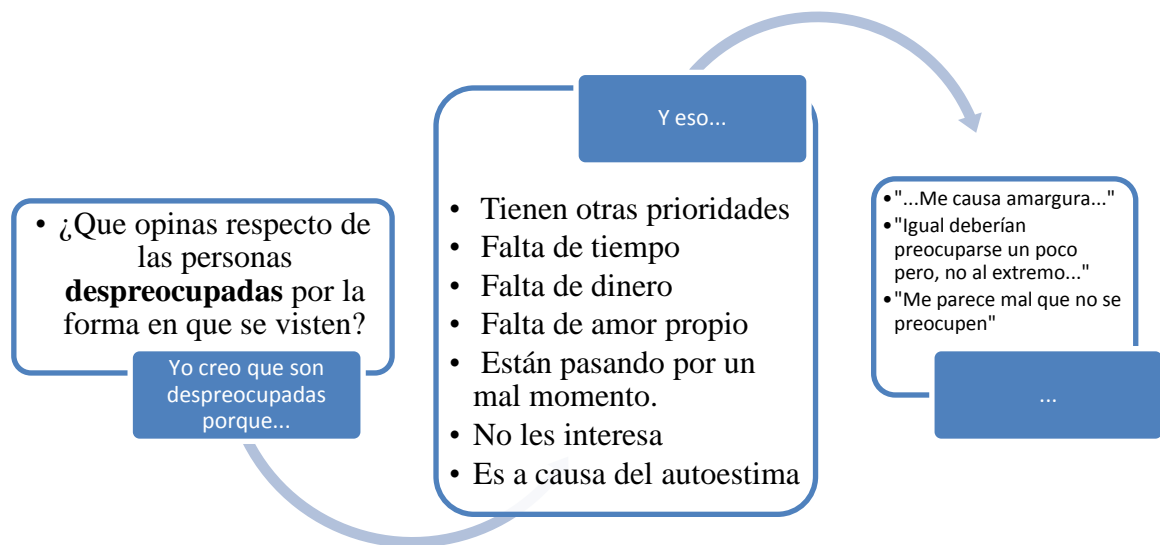 • ¿Que opinas respecto de
las personas
despreocupadas por la
forma en que se visten?
Yo creo que son
despreocupadas
porque...
Y eso...
• Tienen otras prioridades
• Falta de tiempo
• Falta de dinero
• Falta de amor propio
• Están pasando por un
mal momento.
• No les interesa
• Es a causa del autoestima
• "...Me causa amargura..."
• "Igual deberían
preocuparse un poco
pero, no al extremo..."
• "Me parece mal que no se
preocupen"
...